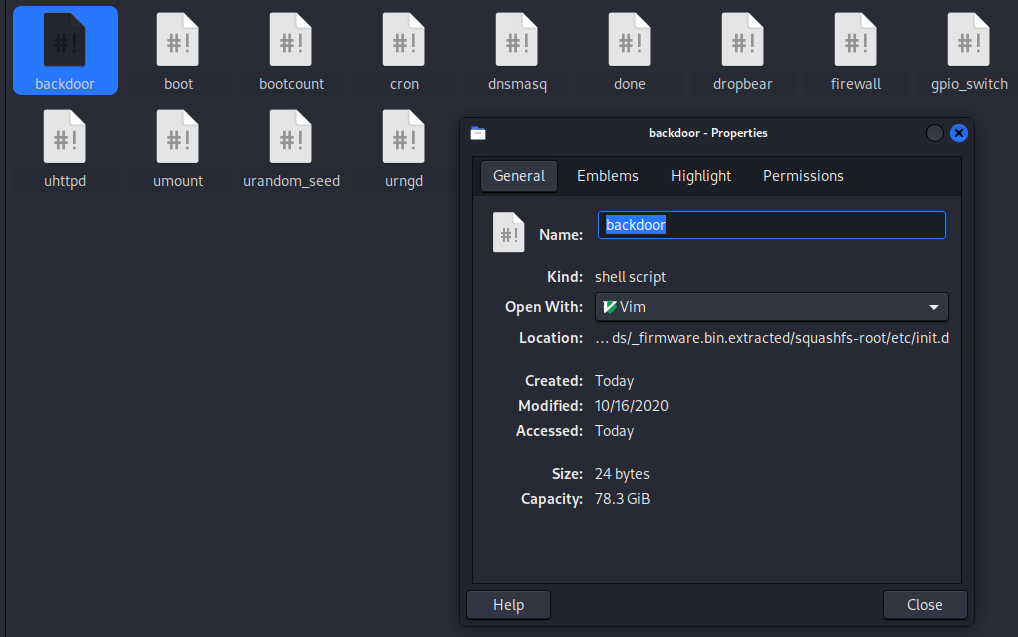 backdoor boot bootcount cron dnsmasq done dropbear firewall gpio_switch
uhttpd umount urandom_seed urngd
backdoor - Properties
General Emblems Highlight Permissions
Name: backdoor
Kind: shell script
Open With: Vim
Location: … ds/_firmware.bin.extracted/squashfs-root/etc/init.d
Created: Today
Modified: 10/16/2020
Accessed: Today
Size: 24 bytes
Capacity: 78.3 GiB
Help Close